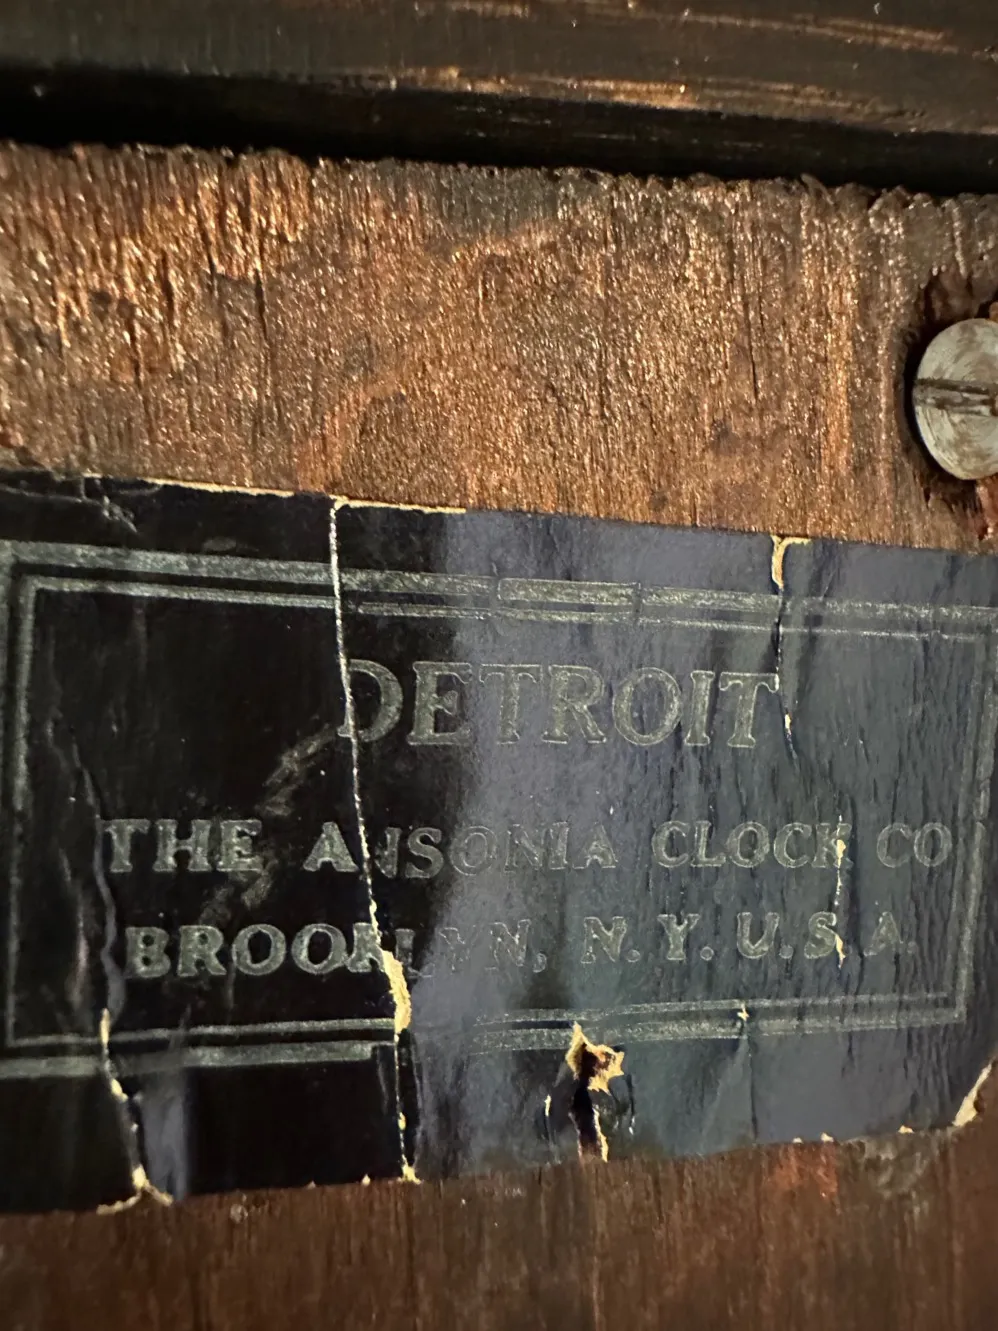 DETROIT
THE ANSONIA CLOCK CO
BROOKLYN, N.Y. U.S.A.